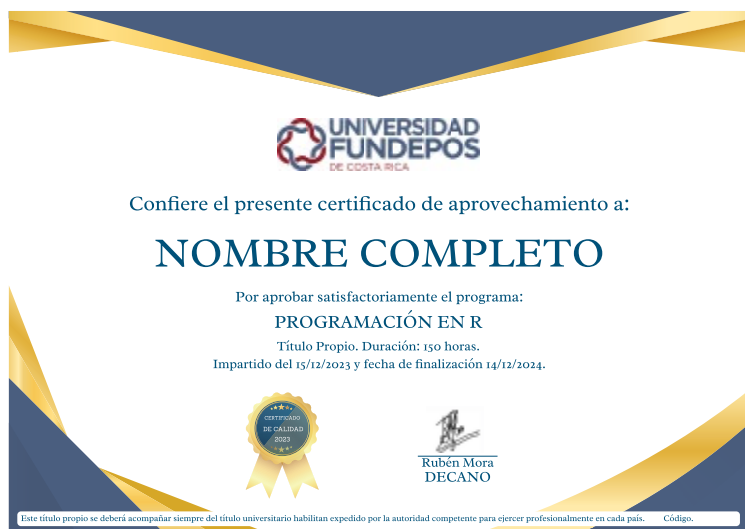 UNIVERSIDAD
FUNDEPOS
DE COSTA RICA
Confiere el presente certificado de aprovechamiento a:
NOMBRE COMPLETO
Por aprobar satisfactoriamente el programa:
PROGRAMACIÓN EN R
Título Propio. Duración: 150 horas.
Impartido del 15/12/2023 y fecha de finalización 14/12/2024.
CERTIFICADO
DE CALIDAD
2023
Rubén Mora
DECANO
Este título propio se deberá acompañar siempre del título universitario habilitan expedido por la autoridad competente para ejercer profesionalmente en cada país. Código.